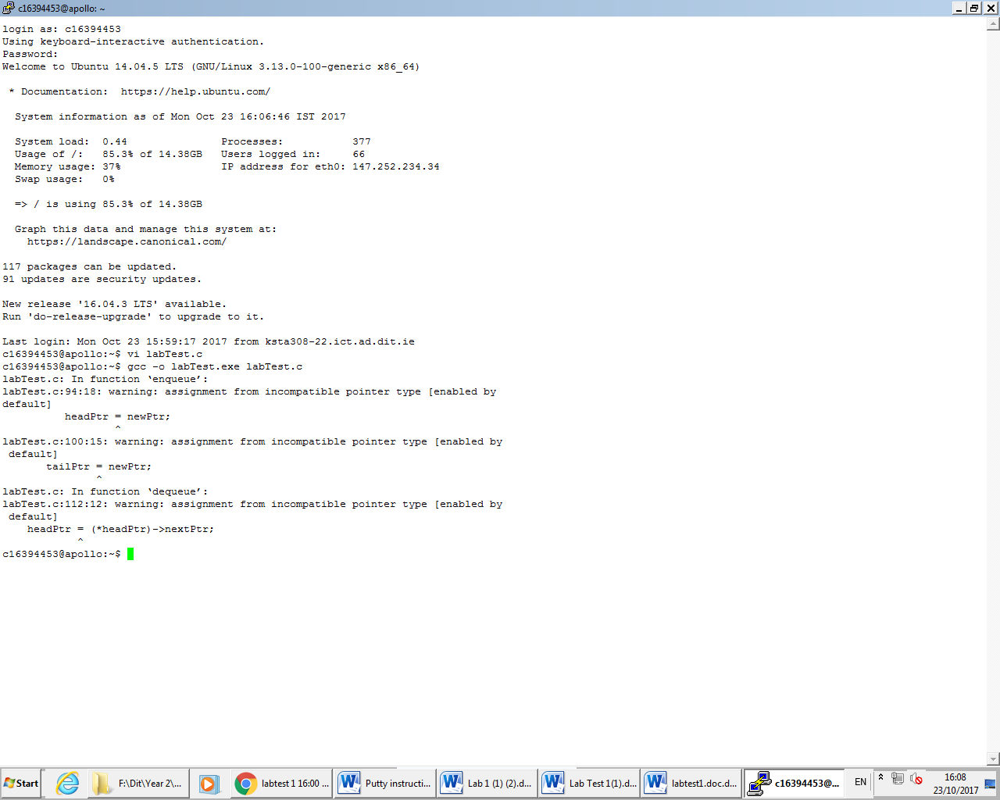 c16394453@apollo: ~
login as: c16394453
Using keyboard-interactive authentication.
Password:
Welcome to Ubuntu 14.04.5 LTS (GNU/Linux 3.13.0-100-generic x86_64)
* Documentation:  https://help.ubuntu.com/
System information as of Mon Oct 23 16:06:46 IST 2017
System load:  0.44               Processes:           377
Usage of /:   85.3% of 14.38GB   Users logged in:     66
Memory usage: 37%                IP address for eth0: 147.252.234.34
Swap usage:   0%
=> / is using 85.3% of 14.38GB
Graph this data and manage this system at:
https://landscape.canonical.com/
117 packages can be updated.
91 updates are security updates.
New release '16.04.3 LTS' available.
Run 'do-release-upgrade' to upgrade to it.
Last login: Mon Oct 23 15:59:17 2017 from ksta308-22.ict.ad.dit.ie
c16394453@apollo:~$ vi labTest.c
c16394453@apollo:~$ gcc -o labTest.exe labTest.c
labTest.c: In function ‘enqueue’:
labTest.c:94:18: warning: assignment from incompatible pointer type [enabled by
default]
headPtr = newPtr;
^
labTest.c:100:15: warning: assignment from incompatible pointer type [enabled by
default]
tailPtr = newPtr;
^
labTest.c: In function ‘dequeue’:
labTest.c:112:12: warning: assignment from incompatible pointer type [enabled by
default]
headPtr = (*headPtr)->nextPtr;
^
c16394453@apollo:~$
Start F:\Dit\Year 2\... labtest 1 16:00 ... Putty instructi... Lab 1 (1) (2).d... Lab Test 1(1).d... labtest1.doc.d... c16394453@... EN 16:08
23/10/2017